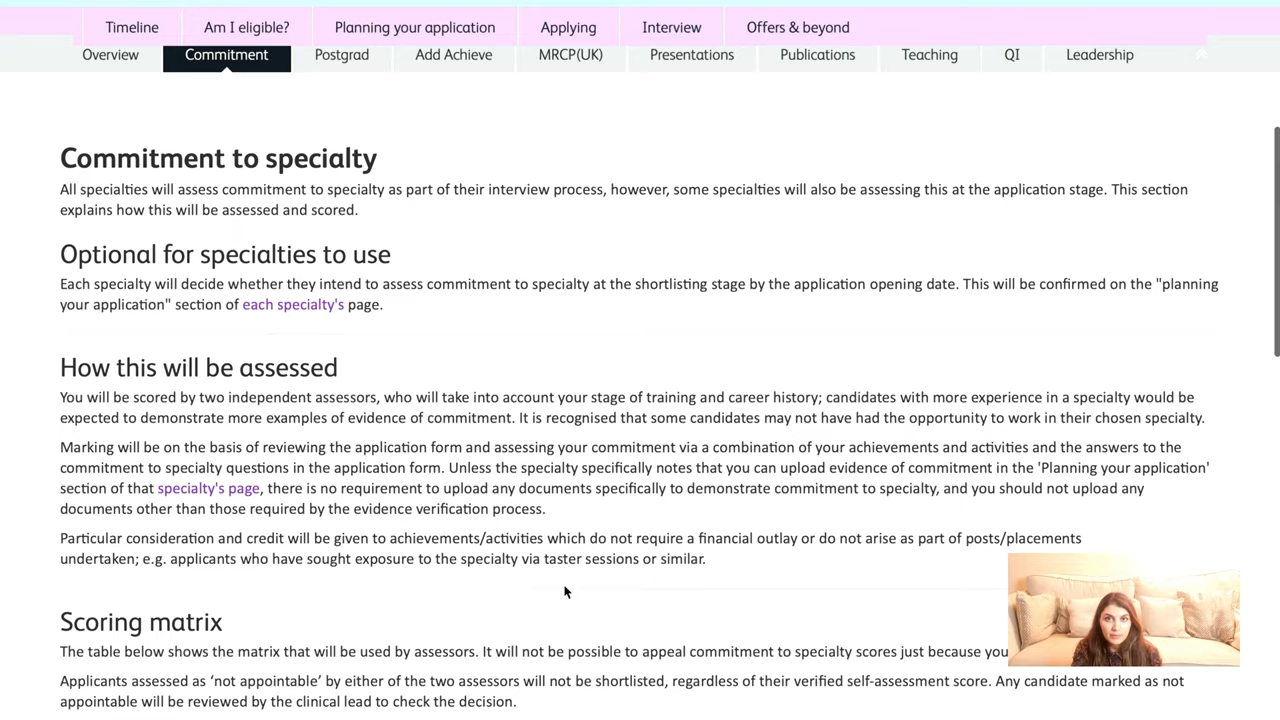 Timeline Am I eligible? Planning your application Applying Interview Offers & beyond
Overview Commitment Postgrad Add Achieve MRCP(UK) Presentations Publications Teaching QI Leadership
Commitment to specialty
All specialties will assess commitment to specialty as part of their interview process, however, some specialties will also be assessing this at the application stage. This section
explains how this will be assessed and scored.
Optional for specialties to use
Each specialty will decide whether they intend to assess commitment to specialty at the shortlisting stage by the application opening date. This will be confirmed on the "planning
your application" section of each specialty's page.
How this will be assessed
You will be scored by two independent assessors, who will take into account your stage of training and career history; candidates with more experience in a specialty would be
expected to demonstrate more examples of evidence of commitment. It is recognised that some candidates may not have had the opportunity to work in their chosen specialty.
Marking will be on the basis of reviewing the application form and assessing your commitment via a combination of your achievements and activities and the answers to the
commitment to specialty questions in the application form. Unless the specialty specifically notes that you can upload evidence of commitment in the 'Planning your application'
section of that specialty's page, there is no requirement to upload any documents specifically to demonstrate commitment to specialty, and you should not upload any
documents other than those required by the evidence verification process.
Particular consideration and credit will be given to achievements/activities which do not require a financial outlay or do not arise as part of posts/placements
undertaken; e.g. applicants who have sought exposure to the specialty via taster sessions or similar.
Scoring matrix
The table below shows the matrix that will be used by assessors. It will not be possible to appeal commitment to specialty scores just because you
Applicants assessed as ‘not appointable’ by either of the two assessors will not be shortlisted, regardless of their verified self-assessment score. Any candidate marked as not
appointable will be reviewed by the clinical lead to check the decision.